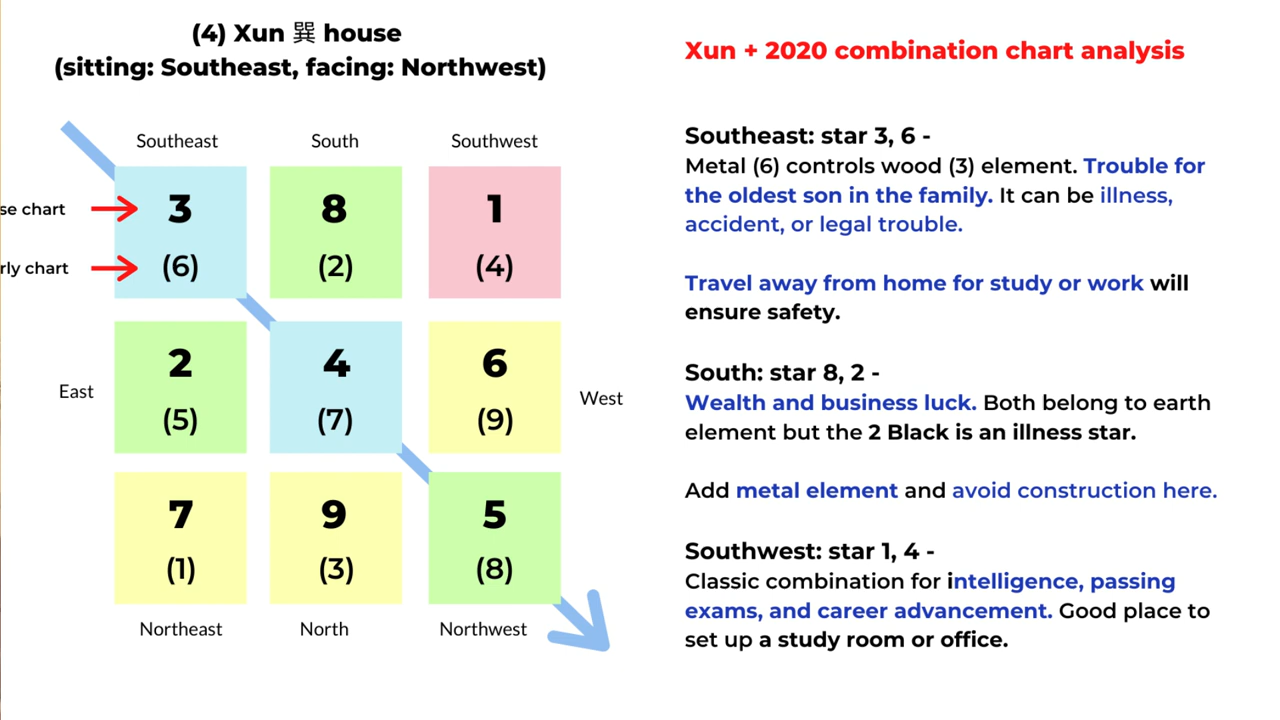 (4) Xun 巽 house
(sitting: Southeast, facing: Northwest)
Southeast
South
Southwest
se chart
3
8
1
rly chart
(6)
(2)
(4)
East
2
4
6
West
(5)
(7)
(9)
7
9
5
(1)
(3)
(8)
Northeast
North
Northwest
Xun + 2020 combination chart analysis
Southeast: star 3, 6 -
Metal (6) controls wood (3) element. Trouble for
the oldest son in the family. It can be illness,
accident, or legal trouble.
Travel away from home for study or work will
ensure safety.
South: star 8, 2 -
Wealth and business luck. Both belong to earth
element but the 2 Black is an illness star.
Add metal element and avoid construction here.
Southwest: star 1, 4 -
Classic combination for intelligence, passing
exams, and career advancement. Good place to
set up a study room or office.